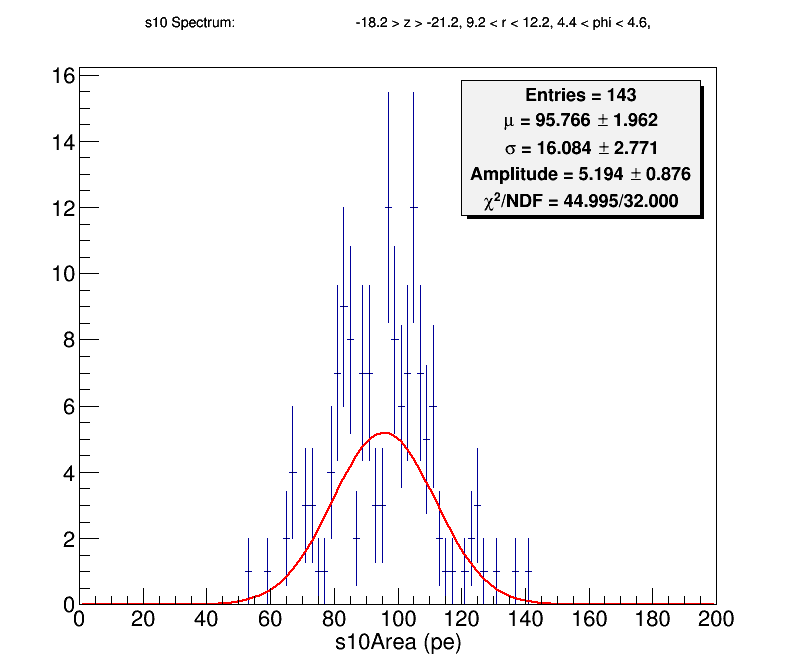 s10 Spectrum: -18.2 > z > -21.2, 9.2 < r < 12.2, 4.4 < phi < 4.6,
Entries = 143
μ = 95.766 ± 1.962
σ = 16.084 ± 2.771
Amplitude = 5.194 ± 0.876
χ²/NDF = 44.995/32.000
16
14
12
10
8
6
4
2
0
0 20 40 60 80 100 120 140 160 180 200
s10Area (pe)